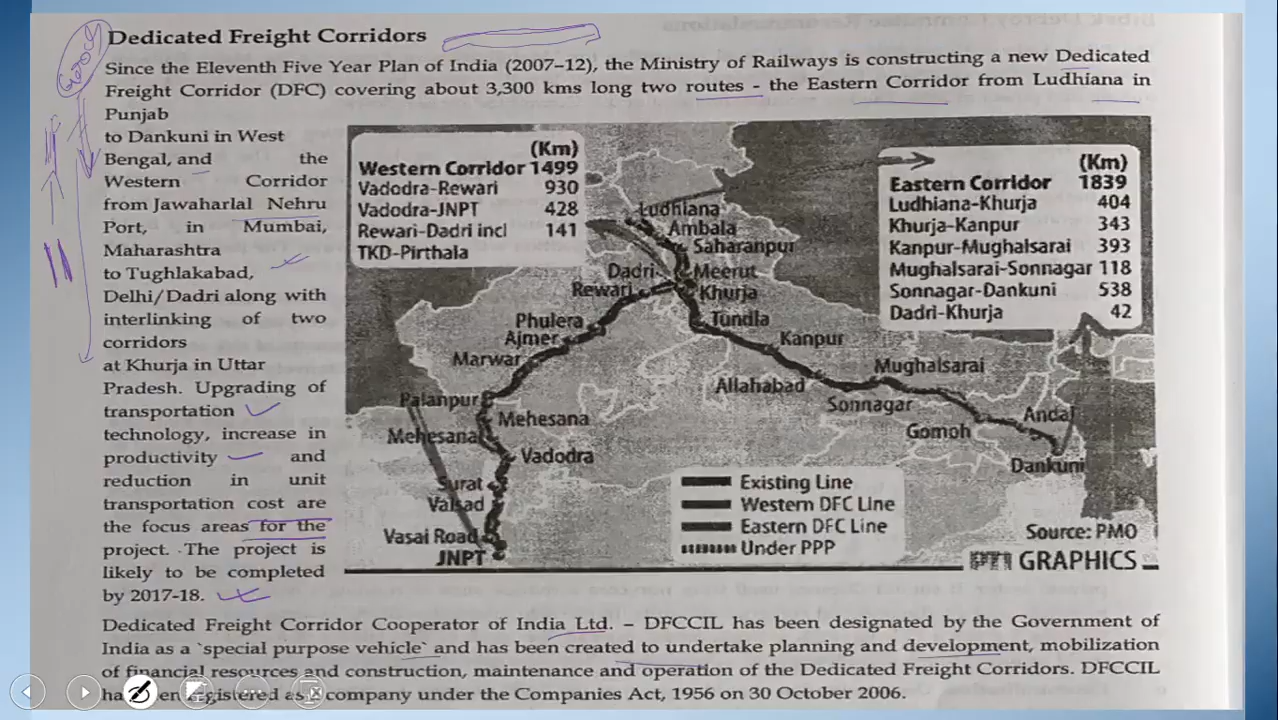 Dedicated Freight Corridors
Since the Eleventh Five Year Plan of India (2007–12), the Ministry of Railways is constructing a new Dedicated
Freight Corridor (DFC) covering about 3,300 kms long two routes - the Eastern Corridor from Ludhiana in
Punjab
to Dankuni in West
Bengal, and the
Western Corridor
from Jawaharlal Nehru
Port, in Mumbai,
Maharashtra
to Tughlakabad,
Delhi/Dadri along with
interlinking of two
corridors
at Khurja in Uttar
Pradesh. Upgrading of
transportation
technology, increase in
productivity and
reduction in unit
transportation cost are
the focus areas for the
project. The project is
likely to be completed
by 2017-18.
(Km)
Western Corridor 1499
Vadodra-Rewari 930
Vadodra-JNPT 428
Rewari-Dadri incl 141
TKD-Pirthala
(Km)
Eastern Corridor 1839
Ludhiana-Khurja 404
Khurja-Kanpur 343
Kanpur-Mughalsarai 393
Mughalsarai-Sonnagar 118
Sonnagar-Dankuni 538
Dadri-Khurja 42
Ludhiana
Ambala
Saharanpur
Dadri Meerut
Rewari Khurja
Phulera Tundla
Ajmer Kanpur
Marwar Mughalsarai
Allahabad
Palanpur Sonnagar
Mehesana Andal
Mehesana Gomoh
Vadodra Dankuni
Surat
Valsad
Vasai Road
JNPT
Existing Line
Western DFC Line
Eastern DFC Line
Under PPP
Source: PMO
PTI GRAPHICS
Dedicated Freight Corridor Cooperator of India Ltd. – DFCCIL has been designated by the Government of
India as a `special purpose vehicle` and has been created to undertake planning and development, mobilization
of financial resources and construction, maintenance and operation of the Dedicated Freight Corridors. DFCCIL
registered as a company under the Companies Act, 1956 on 30 October 2006.